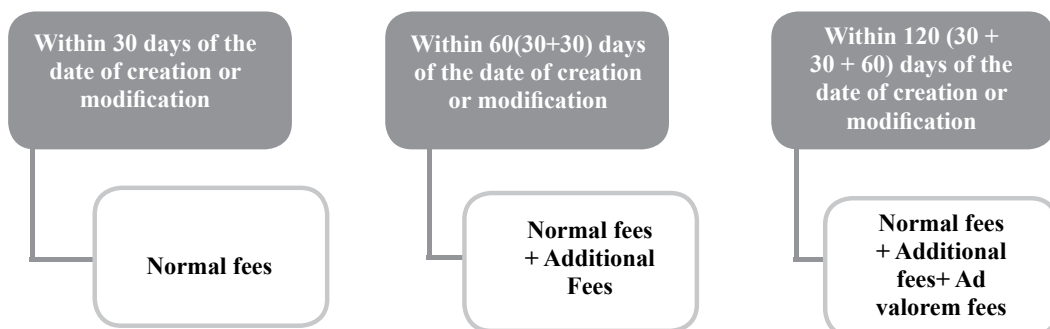 Within 30 days of the
date of creation or
modification
Normal fees
Within 60(30+30) days
of the date of creation
or modification
Normal fees
+ Additional
Fees
Within 120 (30 +
30 + 60) days of the
date of creation or
modification
Normal fees
+ Additional
fees+ Ad
valorem fees